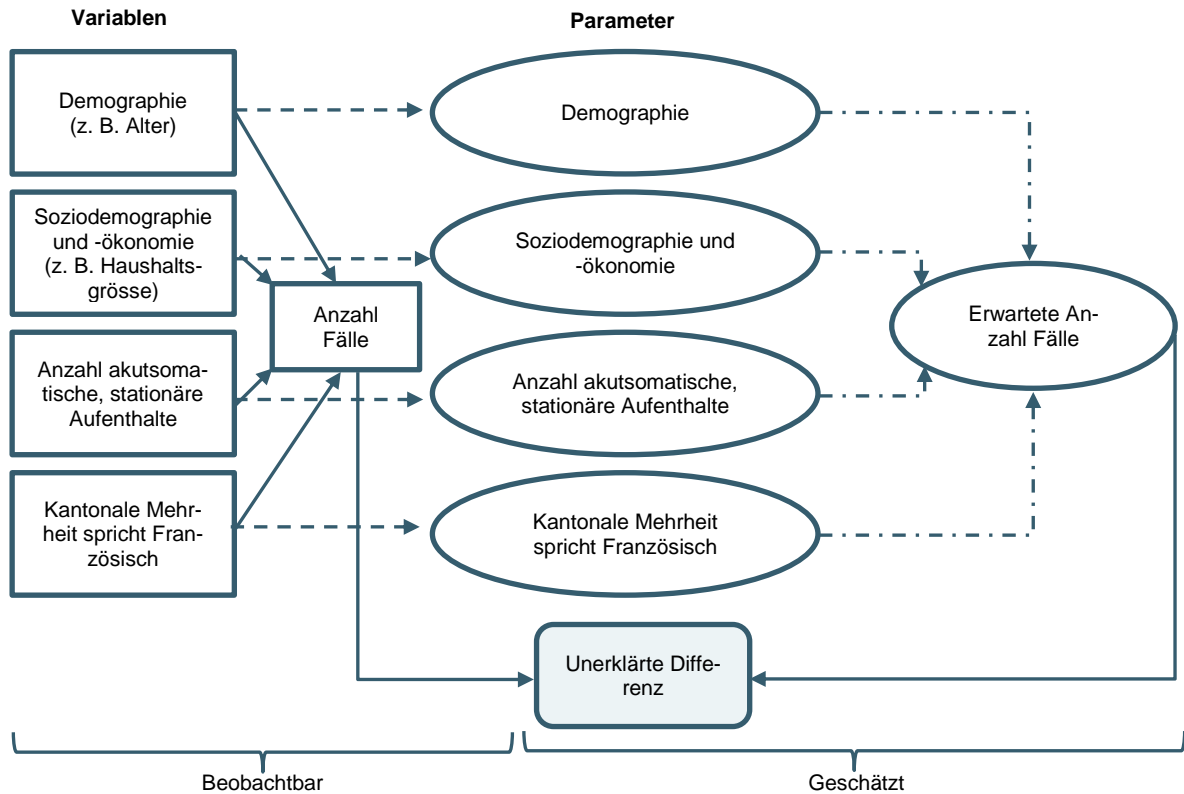 Variablen
Parameter
Demographie
(z. B. Alter)
Demographie
Soziodemographie
und -ökonomie
(z. B. Haushalts-
grösse)
Soziodemographie und
-ökonomie
Anzahl
Fälle
Erwartete An-
zahl Fälle
Anzahl akutsoma-
tische, stationäre
Aufenthalte
Anzahl akutsomatische,
stationäre Aufenthalte
Kantonale Mehr-
heit spricht Fran-
zösisch
Kantonale Mehrheit
spricht Französisch
Unerklärte Diffe-
renz
Beobachtbar
Geschätzt